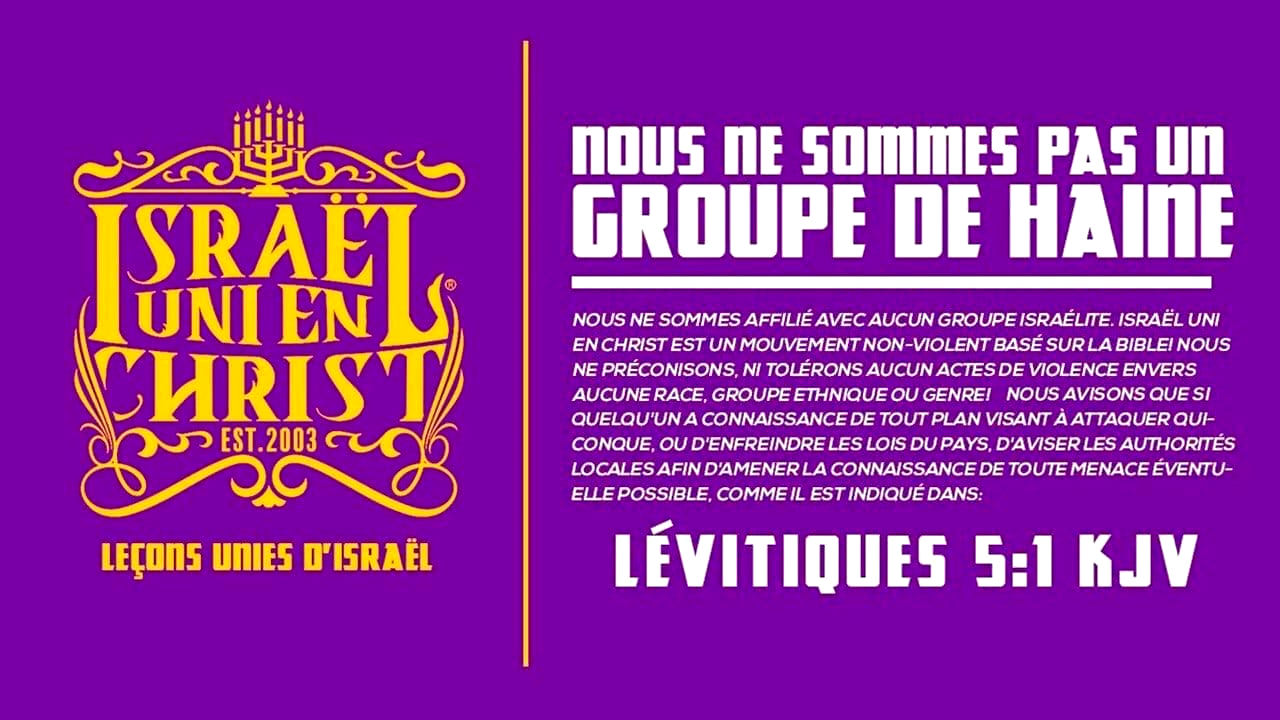 ISRAËL
UNI EN
CHRIST
®
EST. 2003
LEÇONS UNIES D'ISRAËL
NOUS NE SOMMES PAS UN
GROUPE DE HAINE
NOUS NE SOMMES AFFILIÉ AVEC AUCUN GROUPE ISRAÉLITE. ISRAËL UNI
EN CHRIST EST UN MOUVEMENT NON-VIOLENT BASÉ SUR LA BIBLE! NOUS
NE PRÉCONISONS, NI TOLÉRONS AUCUN ACTES DE VIOLENCE ENVERS
AUCUNE RACE, GROUPE ETHNIQUE OU GENRE! NOUS AVISONS QUE SI
QUELQU'UN A CONNAISSANCE DE TOUT PLAN VISANT À ATTAQUER QUI-
CONQUE, OU D'ENFREINDRE LES LOIS DU PAYS, D'AVISER LES AUTHORITÉS
LOCALES AFIN D'AMENER LA CONNAISSANCE DE TOUTE MENACE ÉVENTU-
ELLE POSSIBLE, COMME IL EST INDIQUÉ DANS:
LÉVITIQUES 5:1 KJV